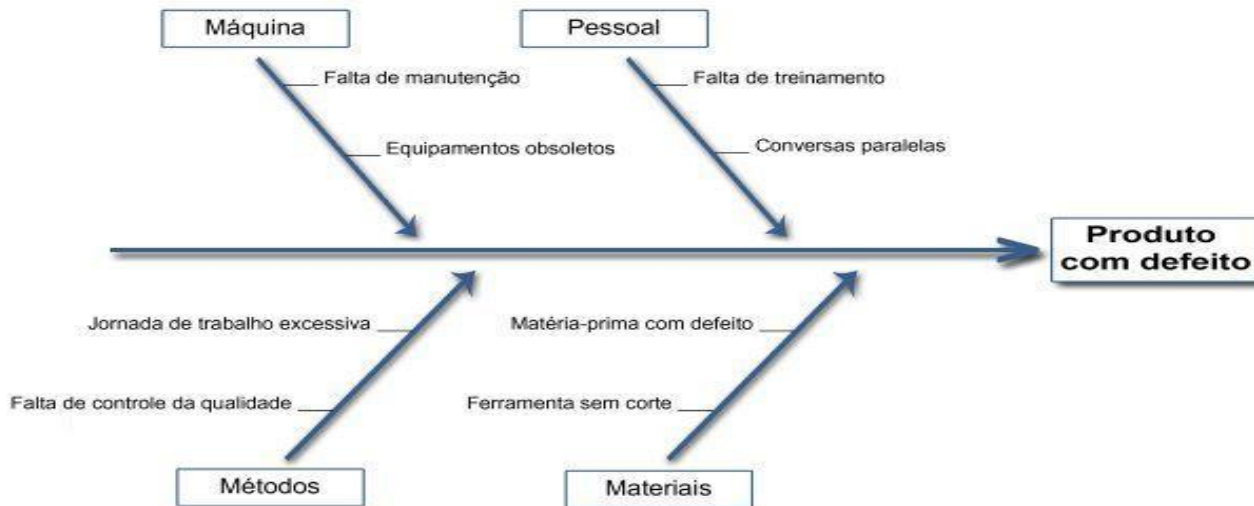 Máquina
Pessoal
Falta de manutenção
Falta de treinamento
Equipamentos obsoletos
Conversas paralelas
Produto
com defeito
Jornada de trabalho excessiva
Matéria-prima com defeito
Falta de controle da qualidade
Ferramenta sem corte
Métodos
Materiais